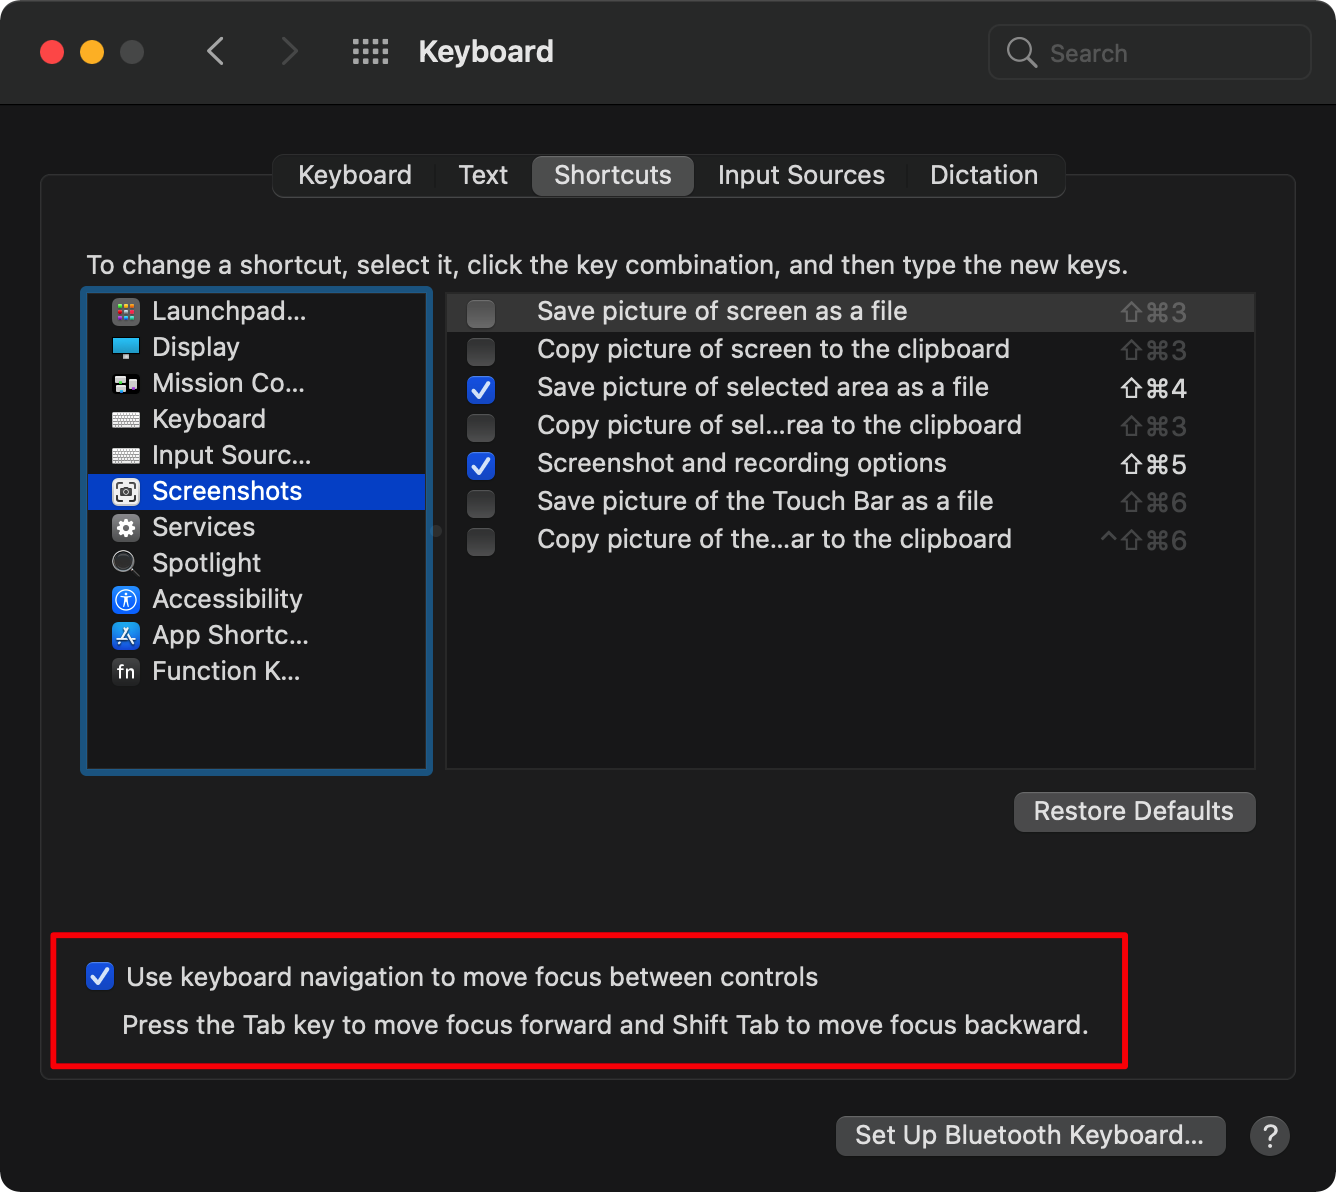 Keyboard
Search
Keyboard Text Shortcuts Input Sources Dictation
To change a shortcut, select it, click the key combination, and then type the new keys.
Launchpad...
Display
Mission Co...
Keyboard
Input Sourc...
Screenshots
Services
Spotlight
Accessibility
App Shortc...
fn Function K...
Save picture of screen as a file ⇧⌘3
Copy picture of screen to the clipboard ⇧⌘3
Save picture of selected area as a file ⇧⌘4
Copy picture of sel...rea to the clipboard ⇧⌘3
Screenshot and recording options ⇧⌘5
Save picture of the Touch Bar as a file ⇧⌘6
Copy picture of the...ar to the clipboard ^⇧⌘6
Restore Defaults
Use keyboard navigation to move focus between controls
Press the Tab key to move focus forward and Shift Tab to move focus backward.
Set Up Bluetooth Keyboard... ?